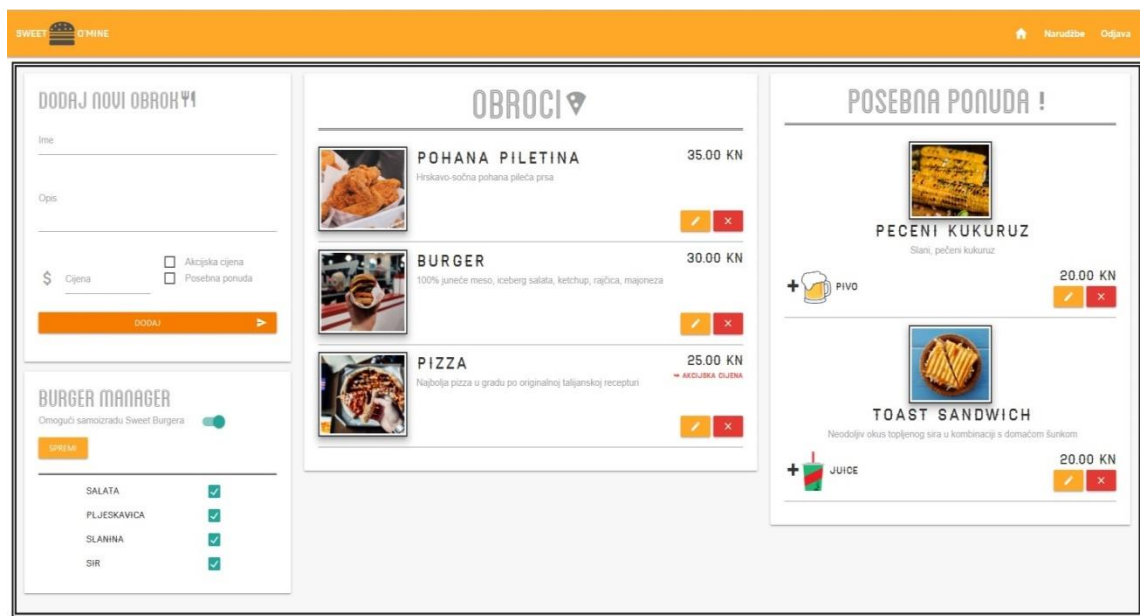 SWEET O'MINE
Narudžbe Odjava
DODAJ NOVI OBROK
Ime
Opis
$ Cijena
Akcijska cijena
Posebna ponuda
DODAJ
BURGER MANAGER
Omogući samoizradu Sweet Burgera
SPREMI
SALATA
PLJESKAVICA
SLANINA
SIR
OBROCI
POHANA PILETINA 35.00 KN
Hrskavo-sočna pohana pileća prsa
BURGER 30.00 KN
100% juneće meso, iceberg salata, ketchup, rajčica, majoneza
PIZZA 25.00 KN
Najbolja pizza u gradu po originalnoj talijanskoj recepturi
AKCIJSKA CIJENA
POSEBNA PONUDA !
PECENI KUKURUZ
Slani, pečeni kukuruz
20.00 KN
+ PIVO
TOAST SANDWICH
Neodoljiv okus topljenog sira u kombinaciji s domaćom šunkom
20.00 KN
+ JUICE